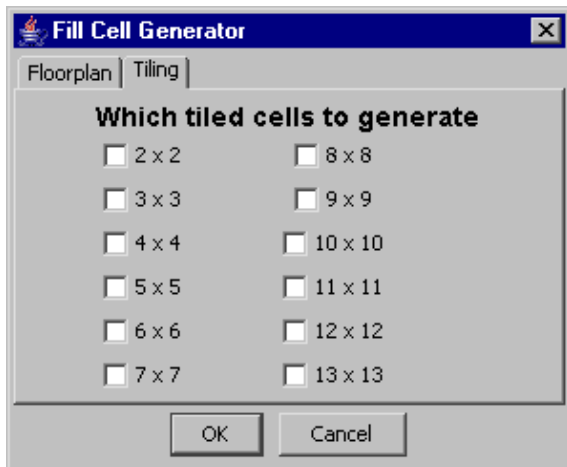 Fill Cell Generator
Floorplan Tiling
Which tiled cells to generate
2 x 2 8 x 8
3 x 3 9 x 9
4 x 4 10 x 10
5 x 5 11 x 11
6 x 6 12 x 12
7 x 7 13 x 13
OK Cancel